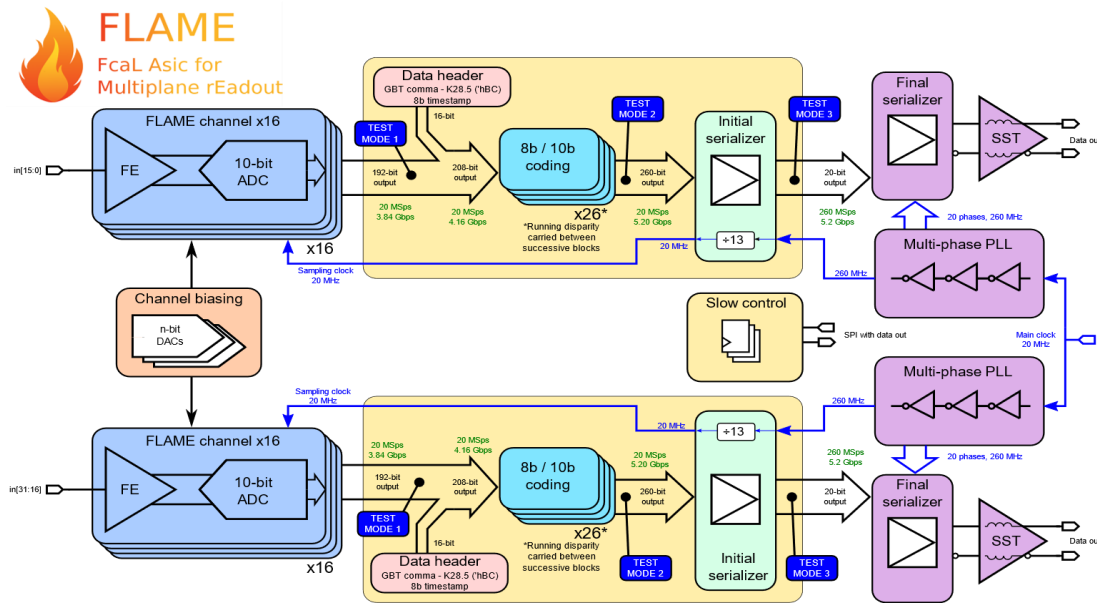 FLAME
FcaL Asic for
Multiplane rEadout
FLAME channel x16
FE
10-bit
ADC
x16
in[15:0]
Data header
GBT comma - K28.5 ('hBC)
8b timestamp
16-bit
TEST
MODE 1
192-bit
output
20 MSps
3.84 Gbps
208-bit
output
20 MSps
4.16 Gbps
8b / 10b
coding
x26*
*Running disparity
carried between
successive blocks
TEST
MODE 2
260-bit
output
20 MSps
5.20 Gbps
Initial
serializer
÷13
20 MHz
TEST
MODE 3
20-bit
output
260 MSps
5.2 Gbps
Final
serializer
SST
Data out
20 phases, 260 MHz
Multi-phase PLL
260 MHz
Sampling clock
20 MHz
Channel biasing
n-bit
DACs
Slow control
SPI with data out
Main clock
20 MHz
Multi-phase PLL
260 MHz
20 phases, 260 MHz
Sampling clock
20 MHz
20 MHz
÷13
FLAME channel x16
FE
10-bit
ADC
x16
in[31:16]
20 MSps
3.84 Gbps
192-bit
output
TEST
MODE 1
16-bit
Data header
GBT comma - K28.5 ('hBC)
8b timestamp
20 MSps
4.16 Gbps
208-bit
output
8b / 10b
coding
x26*
*Running disparity
carried between
successive blocks
20 MSps
5.20 Gbps
260-bit
output
TEST
MODE 2
Initial
serializer
260 MSps
5.2 Gbps
20-bit
output
TEST
MODE 3
Final
serializer
SST
Data out